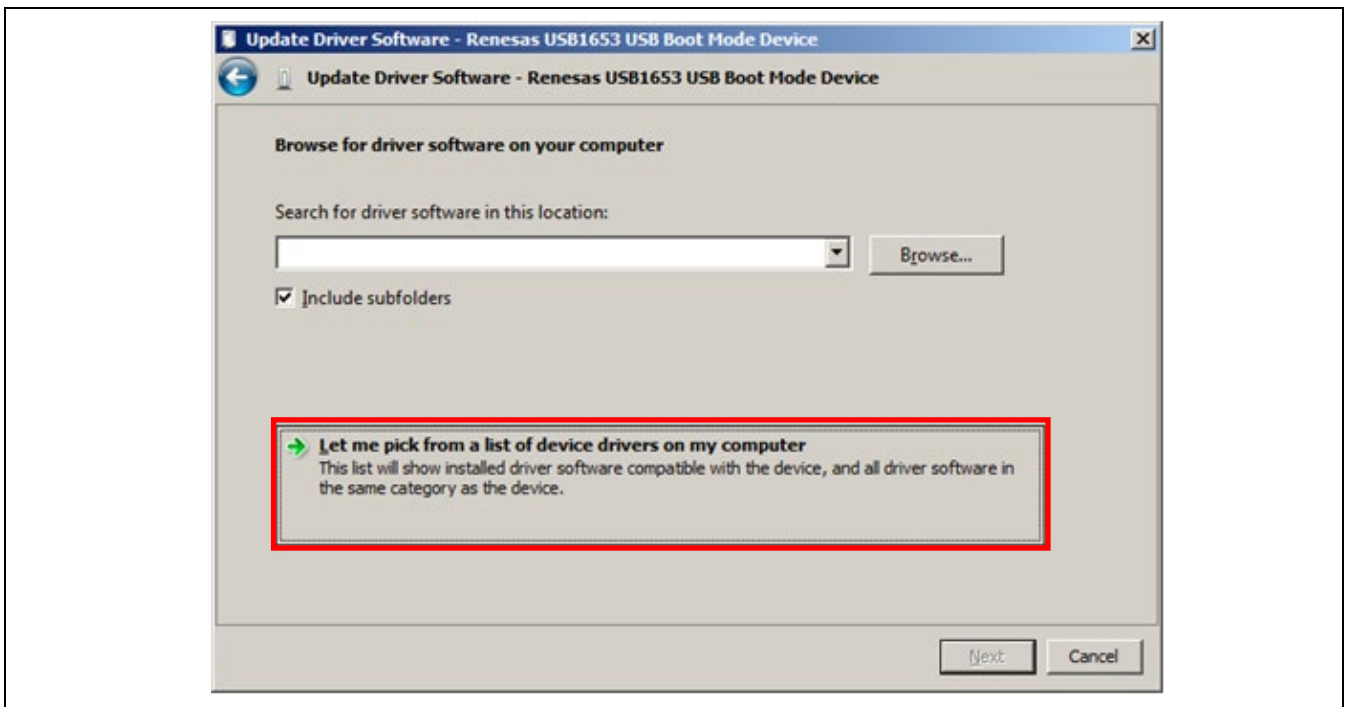 Update Driver Software - Renesas USB1653 USB Boot Mode Device
Update Driver Software - Renesas USB1653 USB Boot Mode Device
Browse for driver software on your computer
Search for driver software in this location:
Browse...
Include subfolders
Let me pick from a list of device drivers on my computer
This list will show installed driver software compatible with the device, and all driver software in
the same category as the device.
Next
Cancel